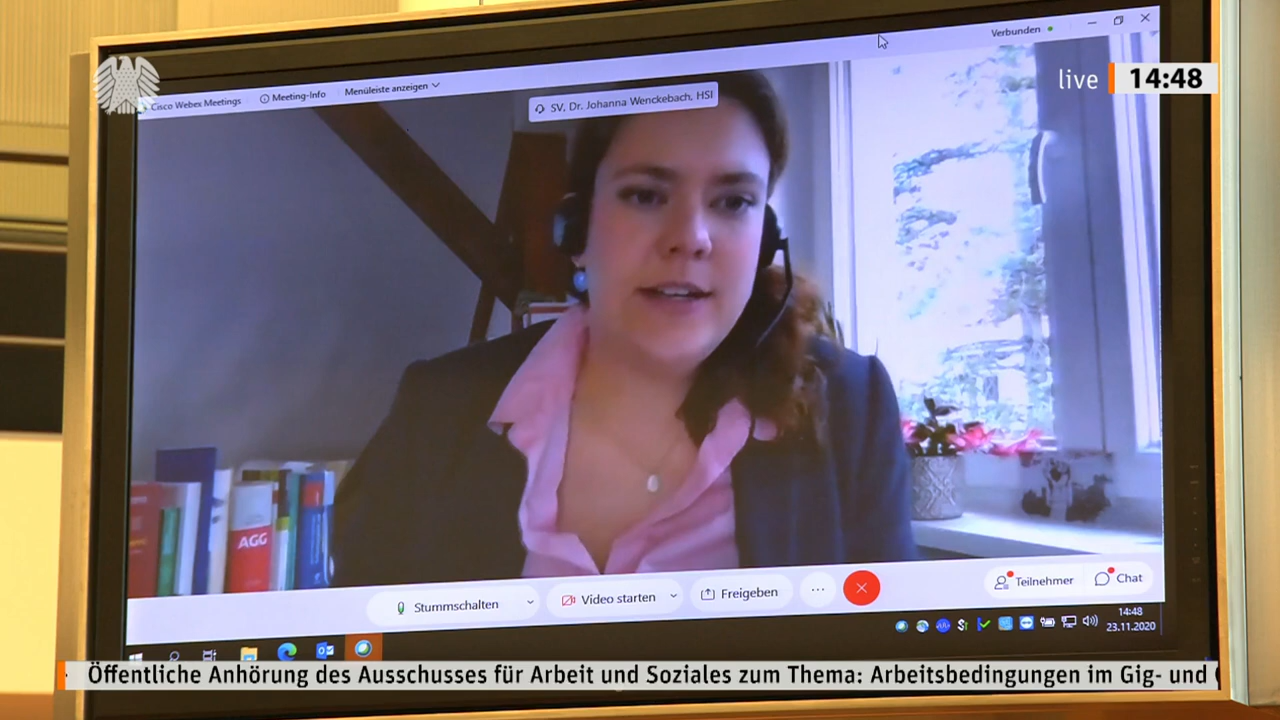 live 14:48
Verbunden
Cisco Webex Meetings Meeting-Info Menüleiste anzeigen
SV, Dr. Johanna Wenckebach, HSI
AGG
Stummschalten Video starten Freigeben ... Teilnehmer Chat
14:48
23.11.2020
Öffentliche Anhörung des Ausschusses für Arbeit und Soziales zum Thema: Arbeitsbedingungen im Gig- und